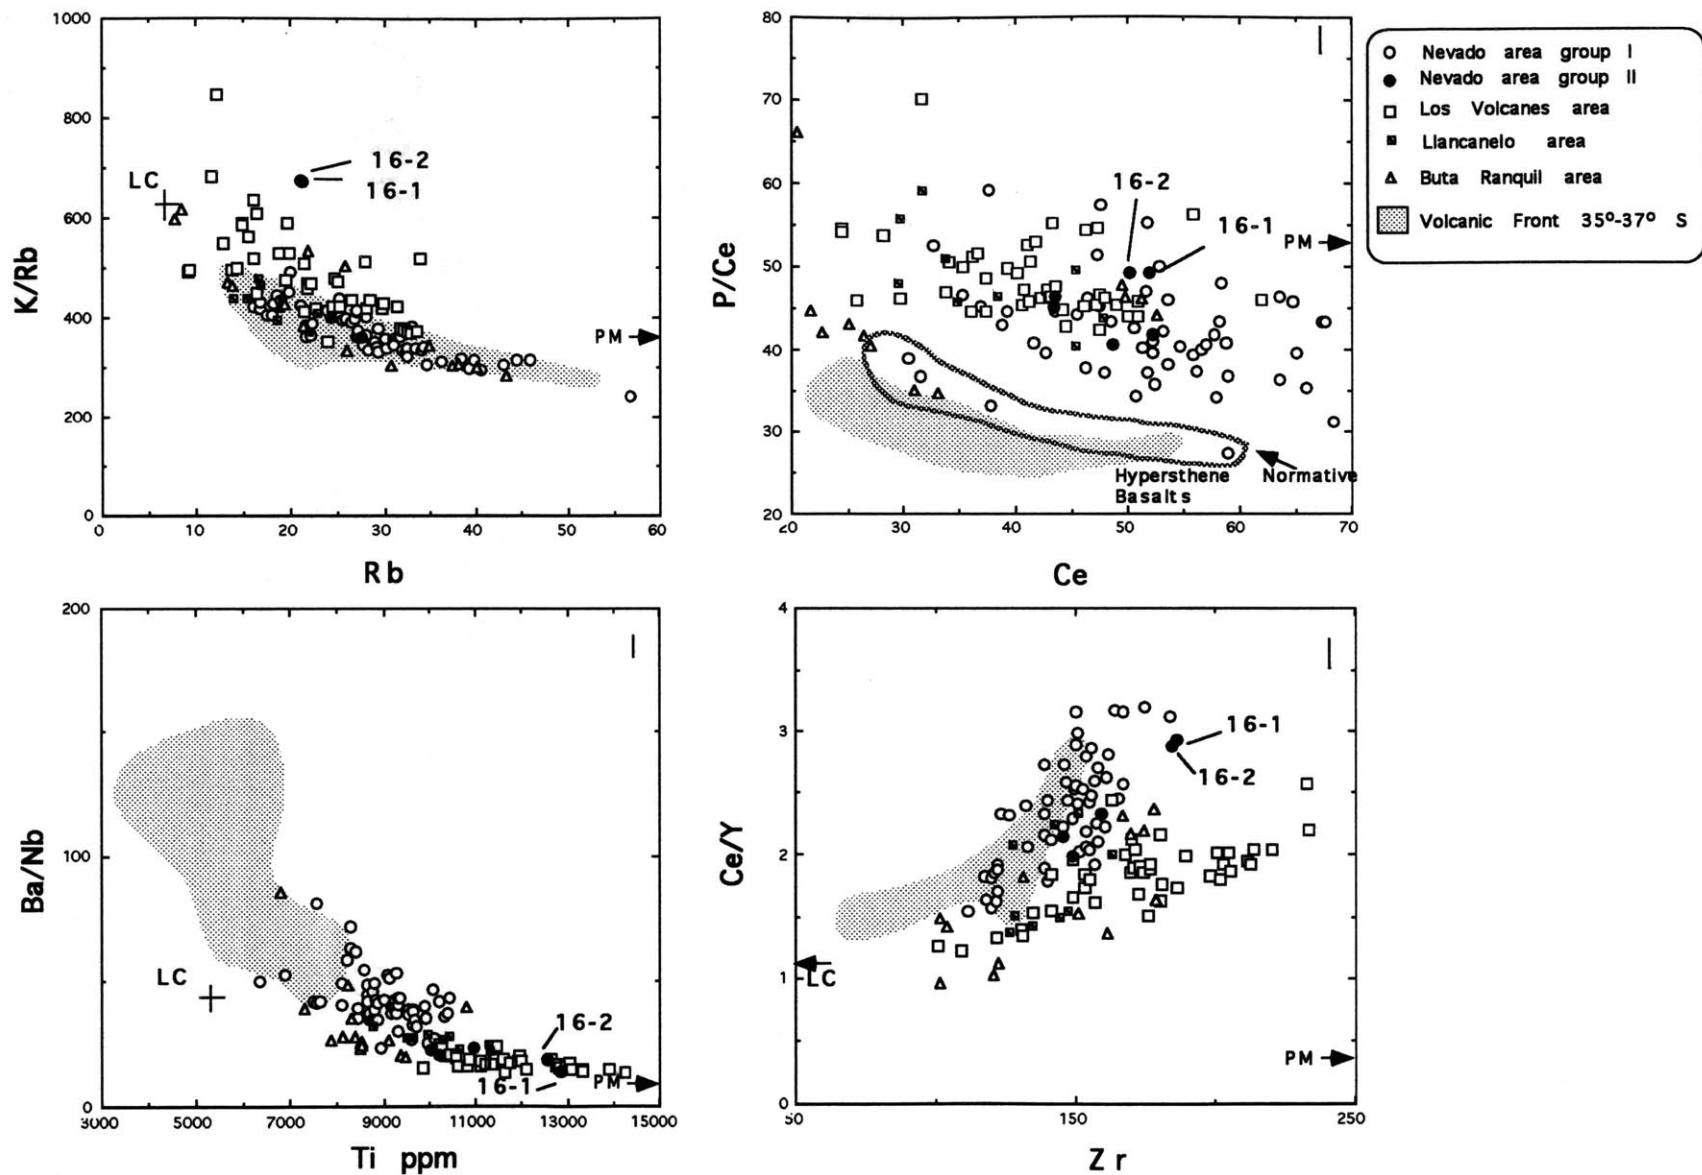 1000
800
600
400
200
0
K/Rb
LC
16-2
16-1
PM
0
10
20
30
40
50
60
Rb
80
70
60
50
40
30
20
P/Ce
16-2
16-1
PM
Hypersthene Normative
Basalts
20
30
40
50
60
70
Ce
Nevado area group I
Nevado area group II
Los Volcanes area
Llancanelo area
Buta Ranquil area
Volcanic Front 35º-37º S
200
100
0
Ba/Nb
LC
16-2
16-1
PM
3000
5000
7000
9000
11000
13000
15000
Ti ppm
4
3
2
1
0
Ce/Y
16-1
16-2
LC
PM
50
150
250
Zr